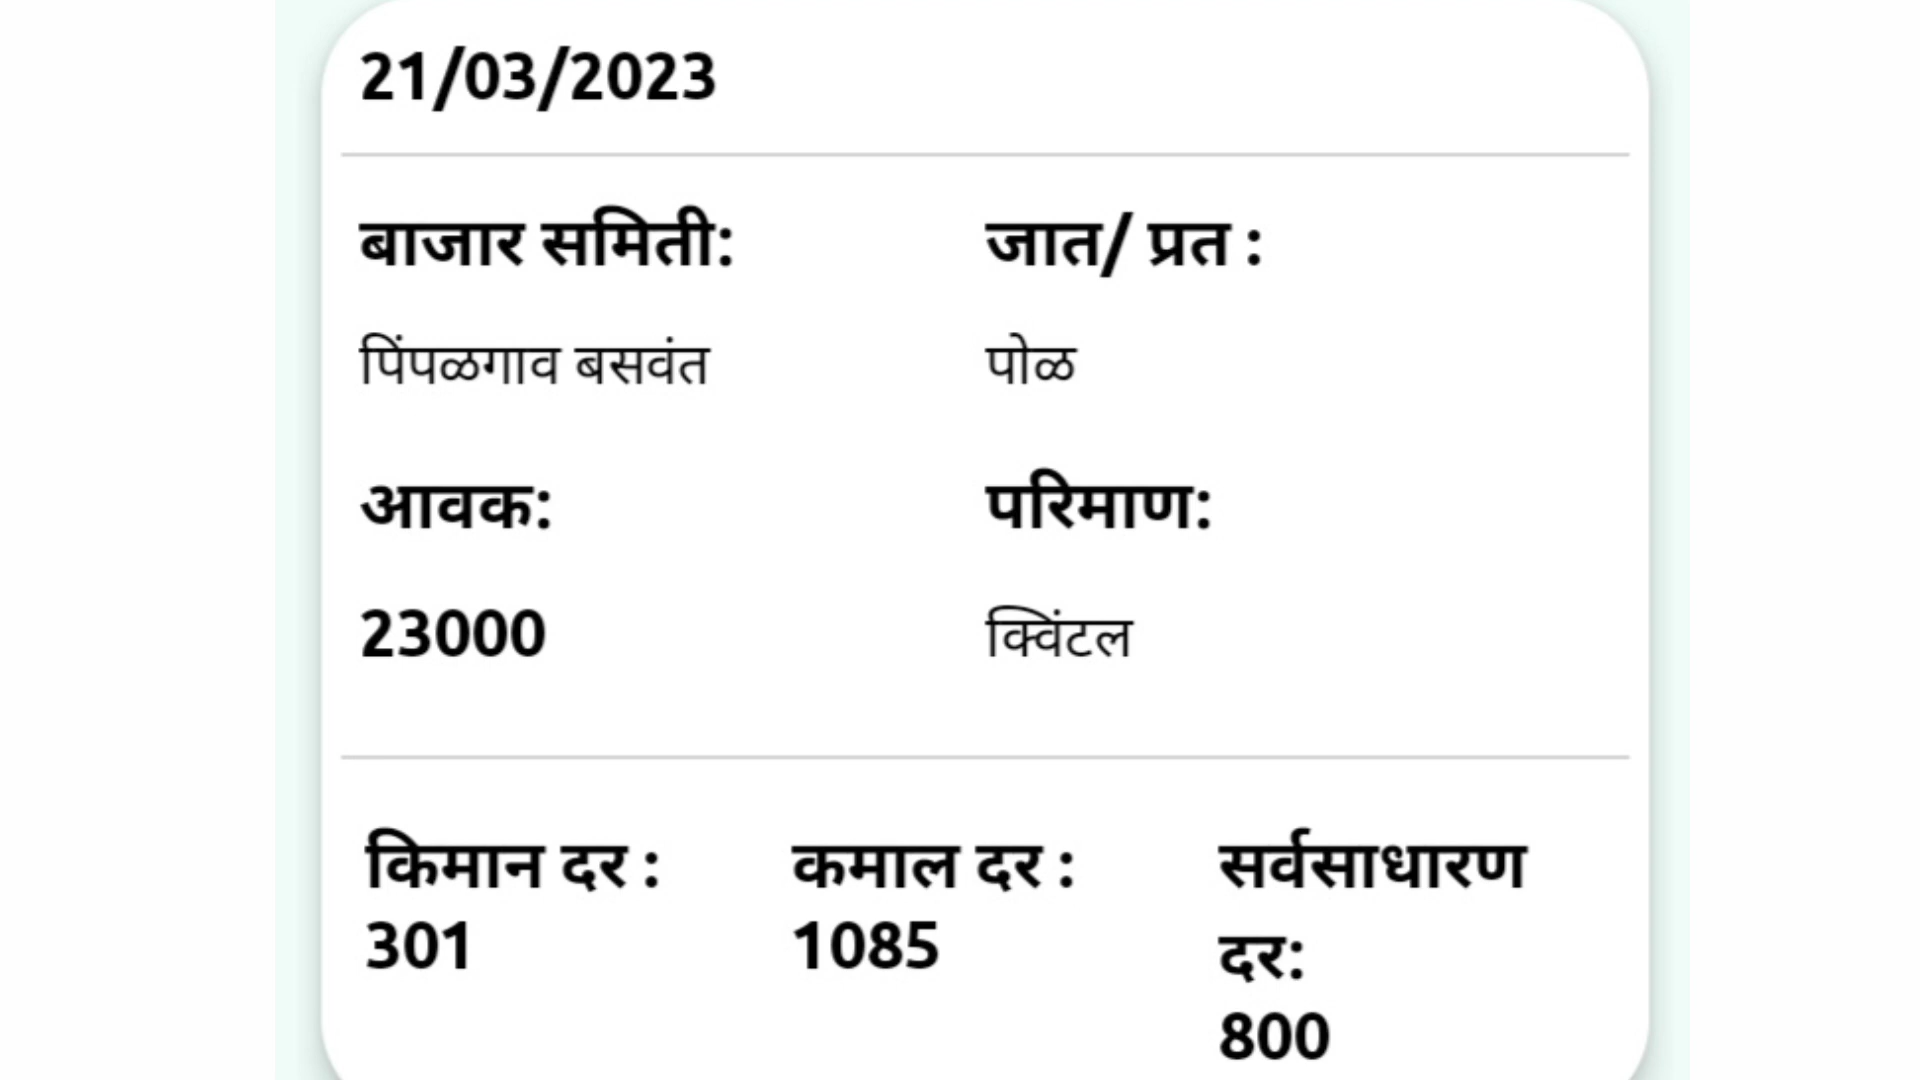 21/03/2023
बाजार समिती: जात/ प्रत :
पिंपळगाव बसवंत पोळ
आवक: परिमाण:
23000 क्विंटल
किमान दर : कमाल दर : सर्वसाधारण
301 1085 दर:
800